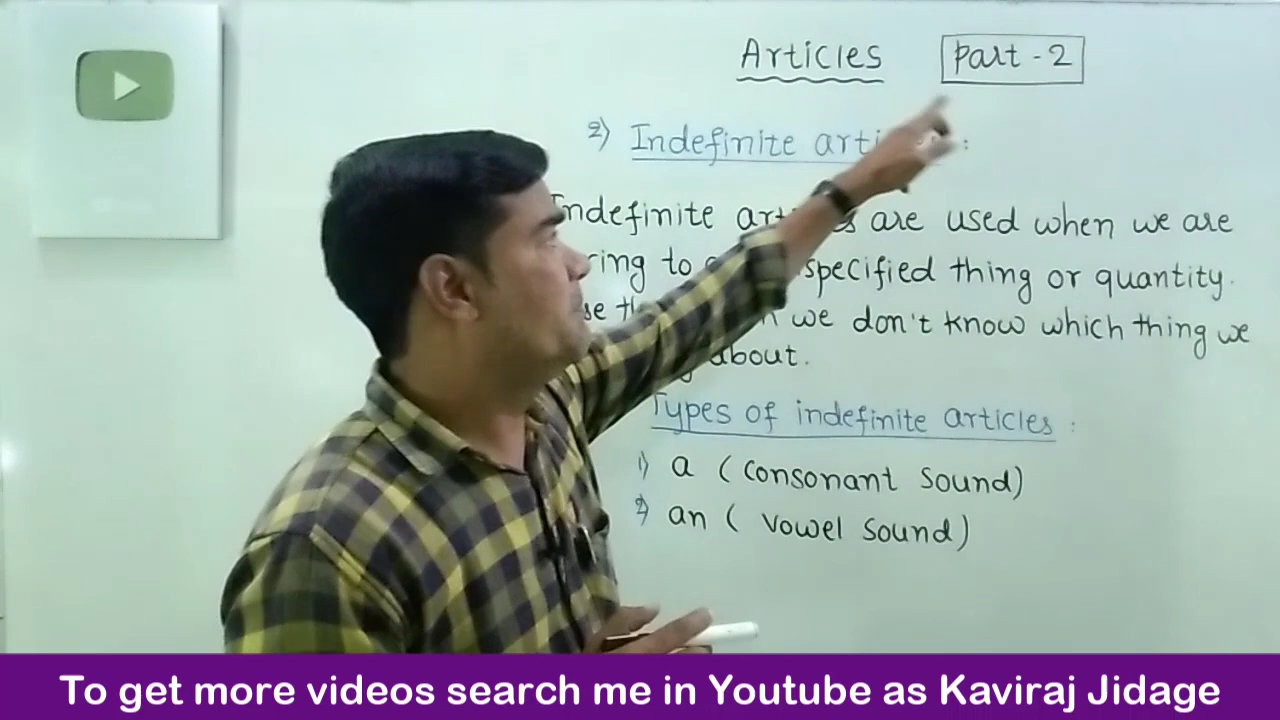 Articles Part - 2
2) Indefinite arti :
Indefinite articles are used when we are
ring to specified thing or quantity.
we don't know which thing we
about.
Types of indefinite articles :
1) a ( consonant sound)
2) an ( vowel sound)
To get more videos search me in Youtube as Kaviraj Jidage